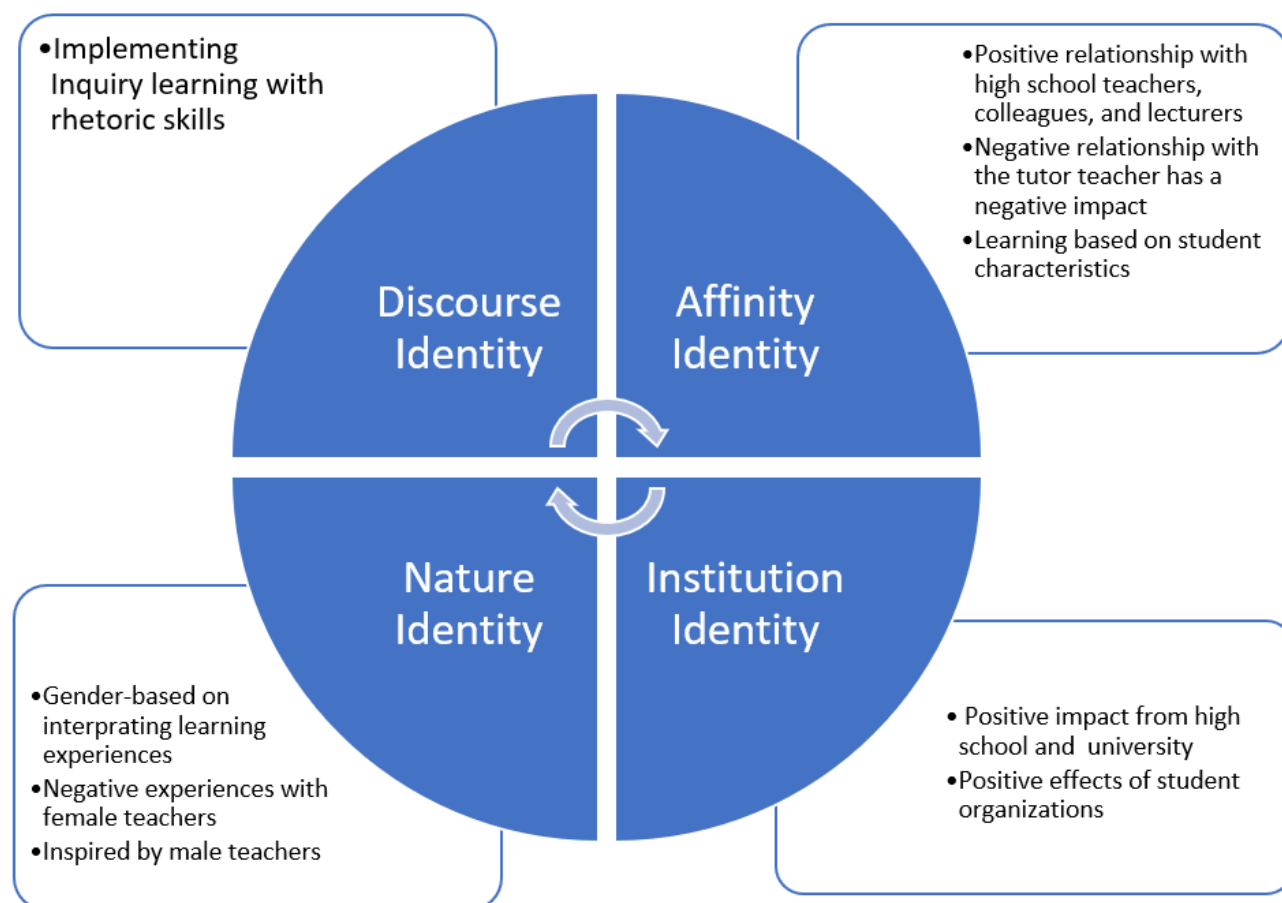 •Implementing
Inquiry learning with
rhetoric skills
•Positive relationship with
high school teachers,
colleagues, and lecturers
•Negative relationship with
the tutor teacher has a
negative impact
•Learning based on student
characteristics
Discourse
Identity
Affinity
Identity
Nature
Identity
Institution
Identity
•Gender-based on
interprating learning
experiences
•Negative experiences with
female teachers
•Inspired by male teachers
• Positive impact from high
school and university
•Positive effects of student
organizations